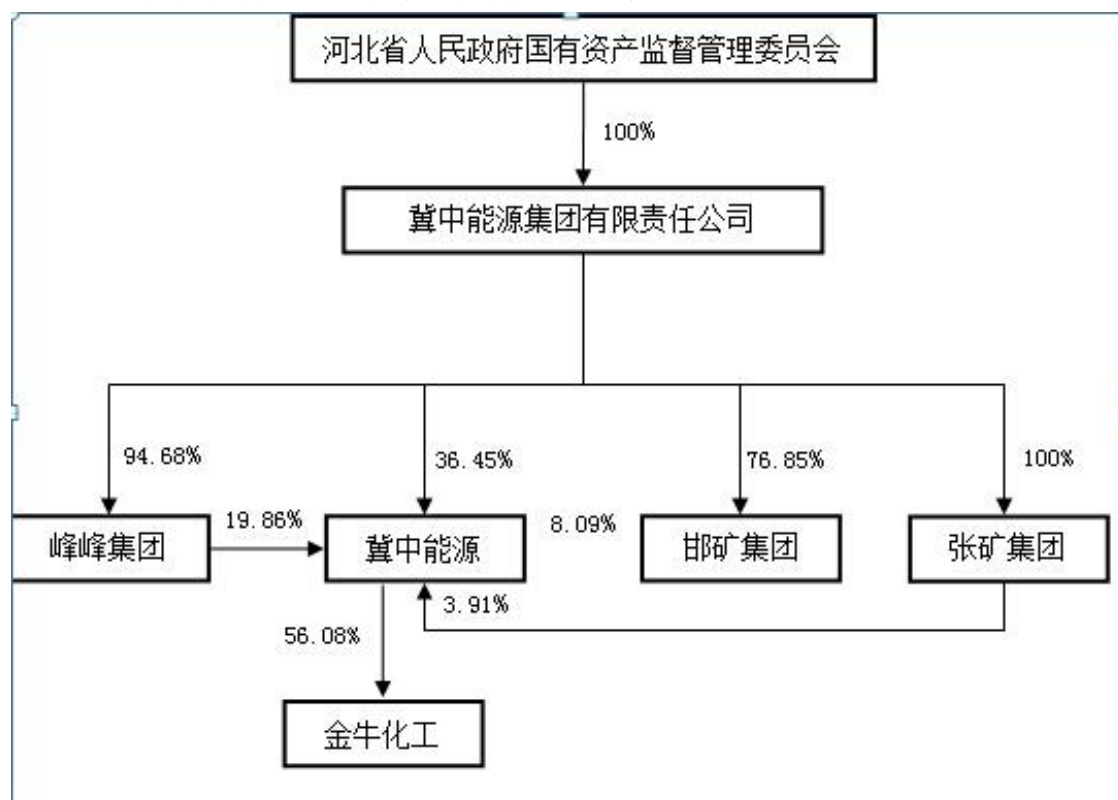 河北省人民政府国有资产监督管理委员会
100%
冀中能源集团有限责任公司
94.68%
36.45%
76.85%
100%
峰峰集团
19.86%
冀中能源
8.09%
邯矿集团
张矿集团
3.91%
56.08%
金牛化工